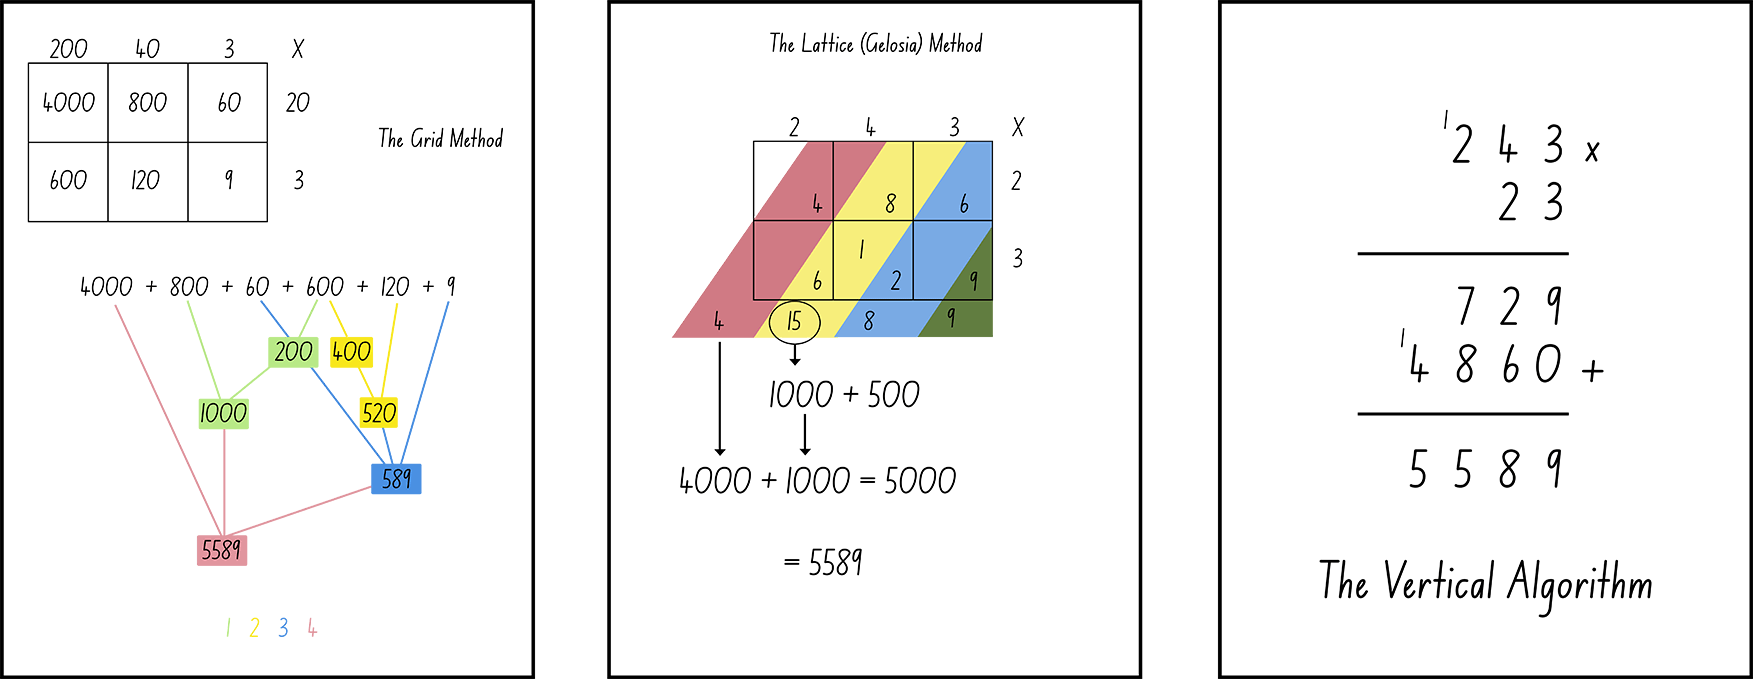 200 40 3 X
4000 800 60 20
The Grid Method
600 120 9 3
4000 + 800 + 60 + 600 + 120 + 9
200 400
1000 520
589
5589
1 2 3 4
The Lattice (Gelosia) Method
2 4 3 X
2
4 8 6
1 3
6 2 9
4 15 8 9
1000 + 500
4000 + 1000 = 5000
= 5589
1
2 4 3 x
2 3
7 2 9
1
4 8 6 0 +
5 5 8 9
The Vertical Algorithm